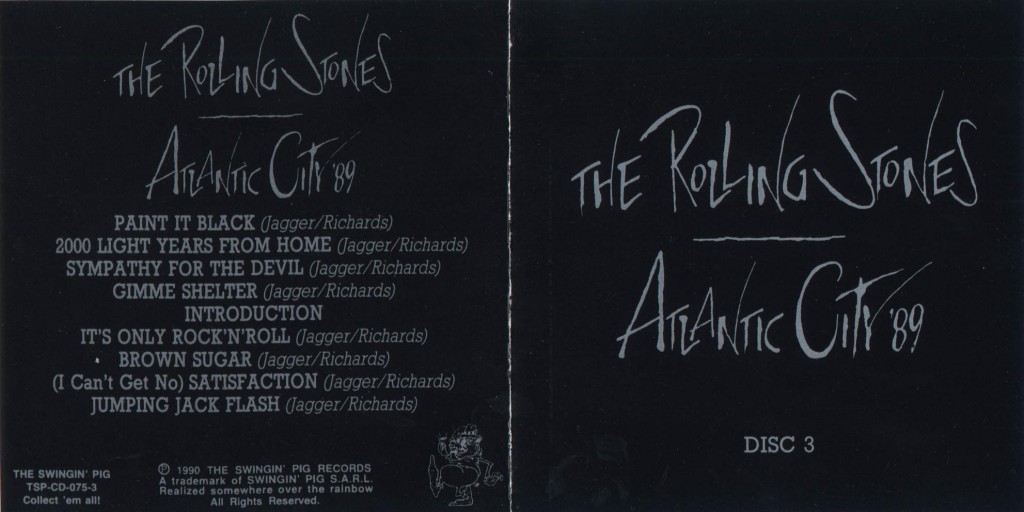 THE ROLLING STONES
ATLANTIC CITY '89
PAINT IT BLACK (Jagger/Richards)
2000 LIGHT YEARS FROM HOME (Jagger/Richards)
SYMPATHY FOR THE DEVIL (Jagger/Richards)
GIMME SHELTER (Jagger/Richards)
INTRODUCTION
IT'S ONLY ROCK'N'ROLL (Jagger/Richards)
BROWN SUGAR (Jagger/Richards)
(I Can't Get No) SATISFACTION (Jagger/Richards)
JUMPING JACK FLASH (Jagger/Richards)
THE SWINGIN' PIG
TSP-CD-075-3
Collect 'em all!
℗ 1990 THE SWINGIN' PIG RECORDS
A trademark of SWINGIN' PIG S.A.R.L.
Realized somewhere over the rainbow
All Rights Reserved.
THE ROLLING STONES
ATLANTIC CITY '89
DISC 3